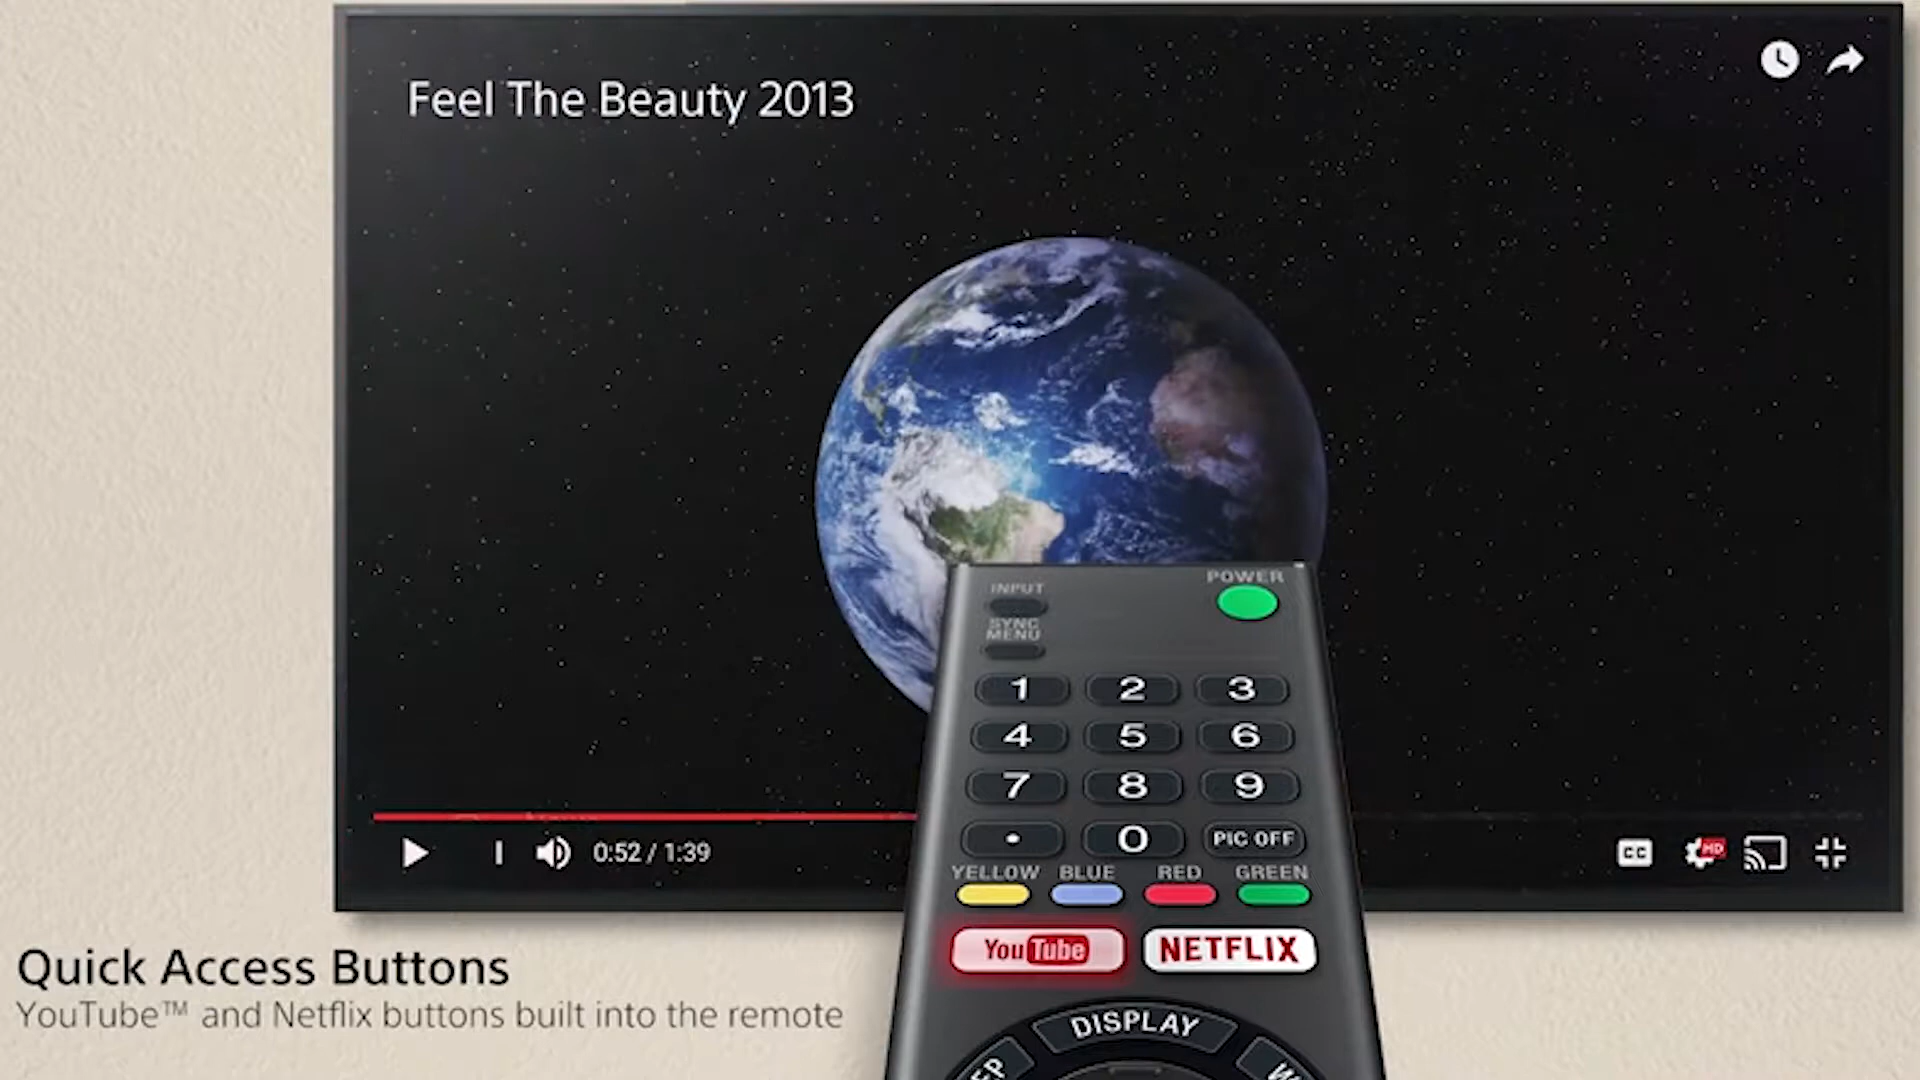 Feel The Beauty 2013
INPUT
POWER
SYNC
MENU
1 2 3
4 5 6
7 8 9
• 0 PIC OFF
0:52 / 1:39
CC
HD
YELLOW BLUE RED GREEN
YouTube NETFLIX
DISPLAY
Quick Access Buttons
YouTube™ and Netflix buttons built into the remote